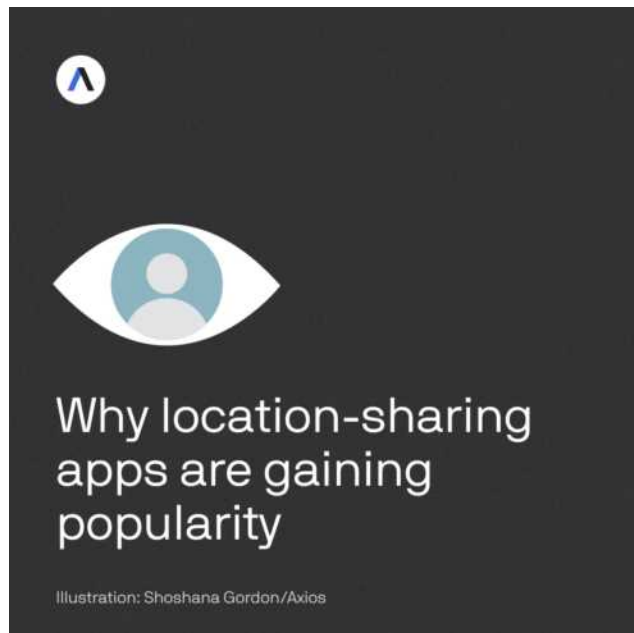 Why location-sharing
apps are gaining
popularity
Illustration: Shoshana Gordon/Axios